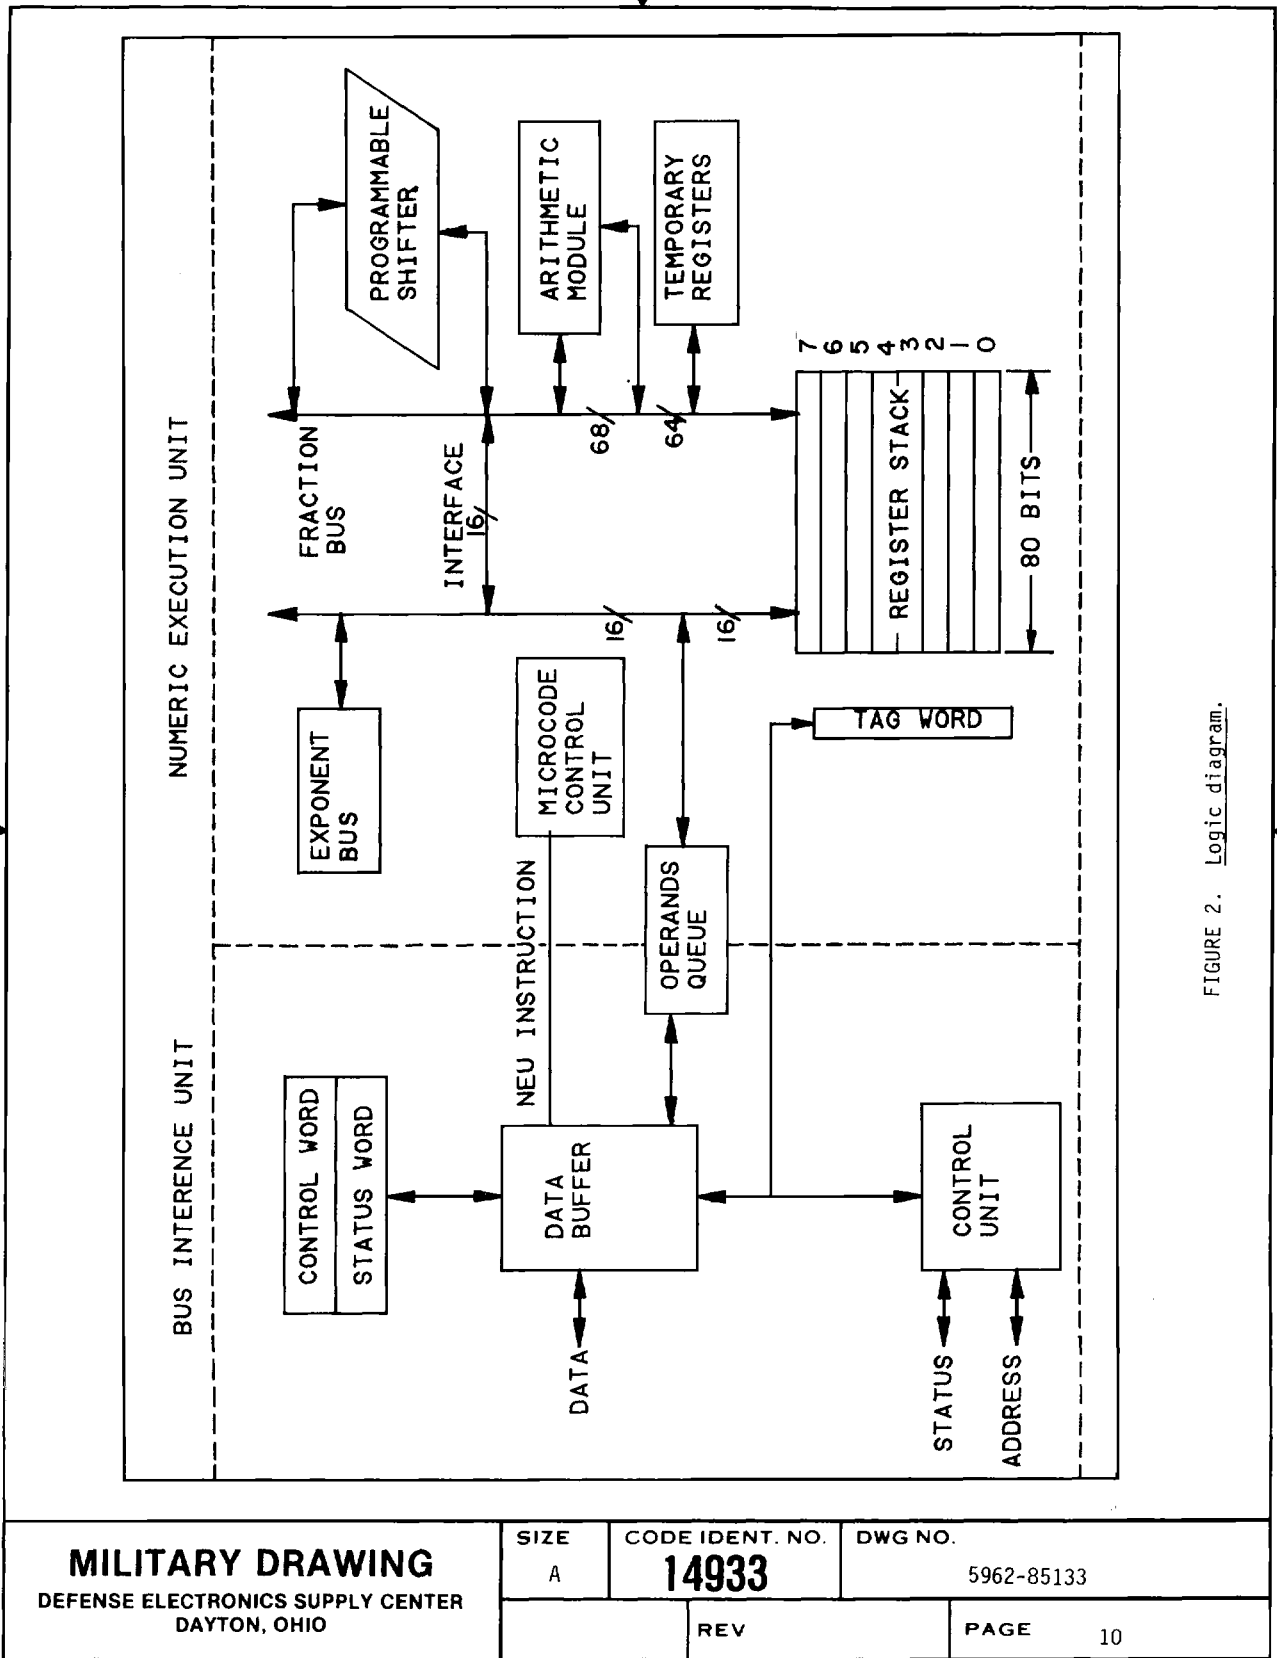 BUS INTERENCE UNIT
NUMERIC EXECUTION UNIT
CONTROL WORD
STATUS WORD
EXPONENT
BUS
FRACTION
BUS
PROGRAMMABLE
SHIFTER
INTERFACE
16
NEU INSTRUCTION
MICROCODE
CONTROL
UNIT
ARITHMETIC
MODULE
DATA
DATA
BUFFER
OPERANDS
QUEUE
16
68
TEMPORARY
REGISTERS
16
64
TAG WORD
REGISTER STACK
7
6
5
4
3
2
1
0
80 BITS
STATUS
ADDRESS
CONTROL
UNIT
FIGURE 2. Logic diagram.
MILITARY DRAWING
DEFENSE ELECTRONICS SUPPLY CENTER
DAYTON, OHIO
SIZE
A
CODE IDENT. NO.
14933
DWG NO.
5962-85133
REV
PAGE 10